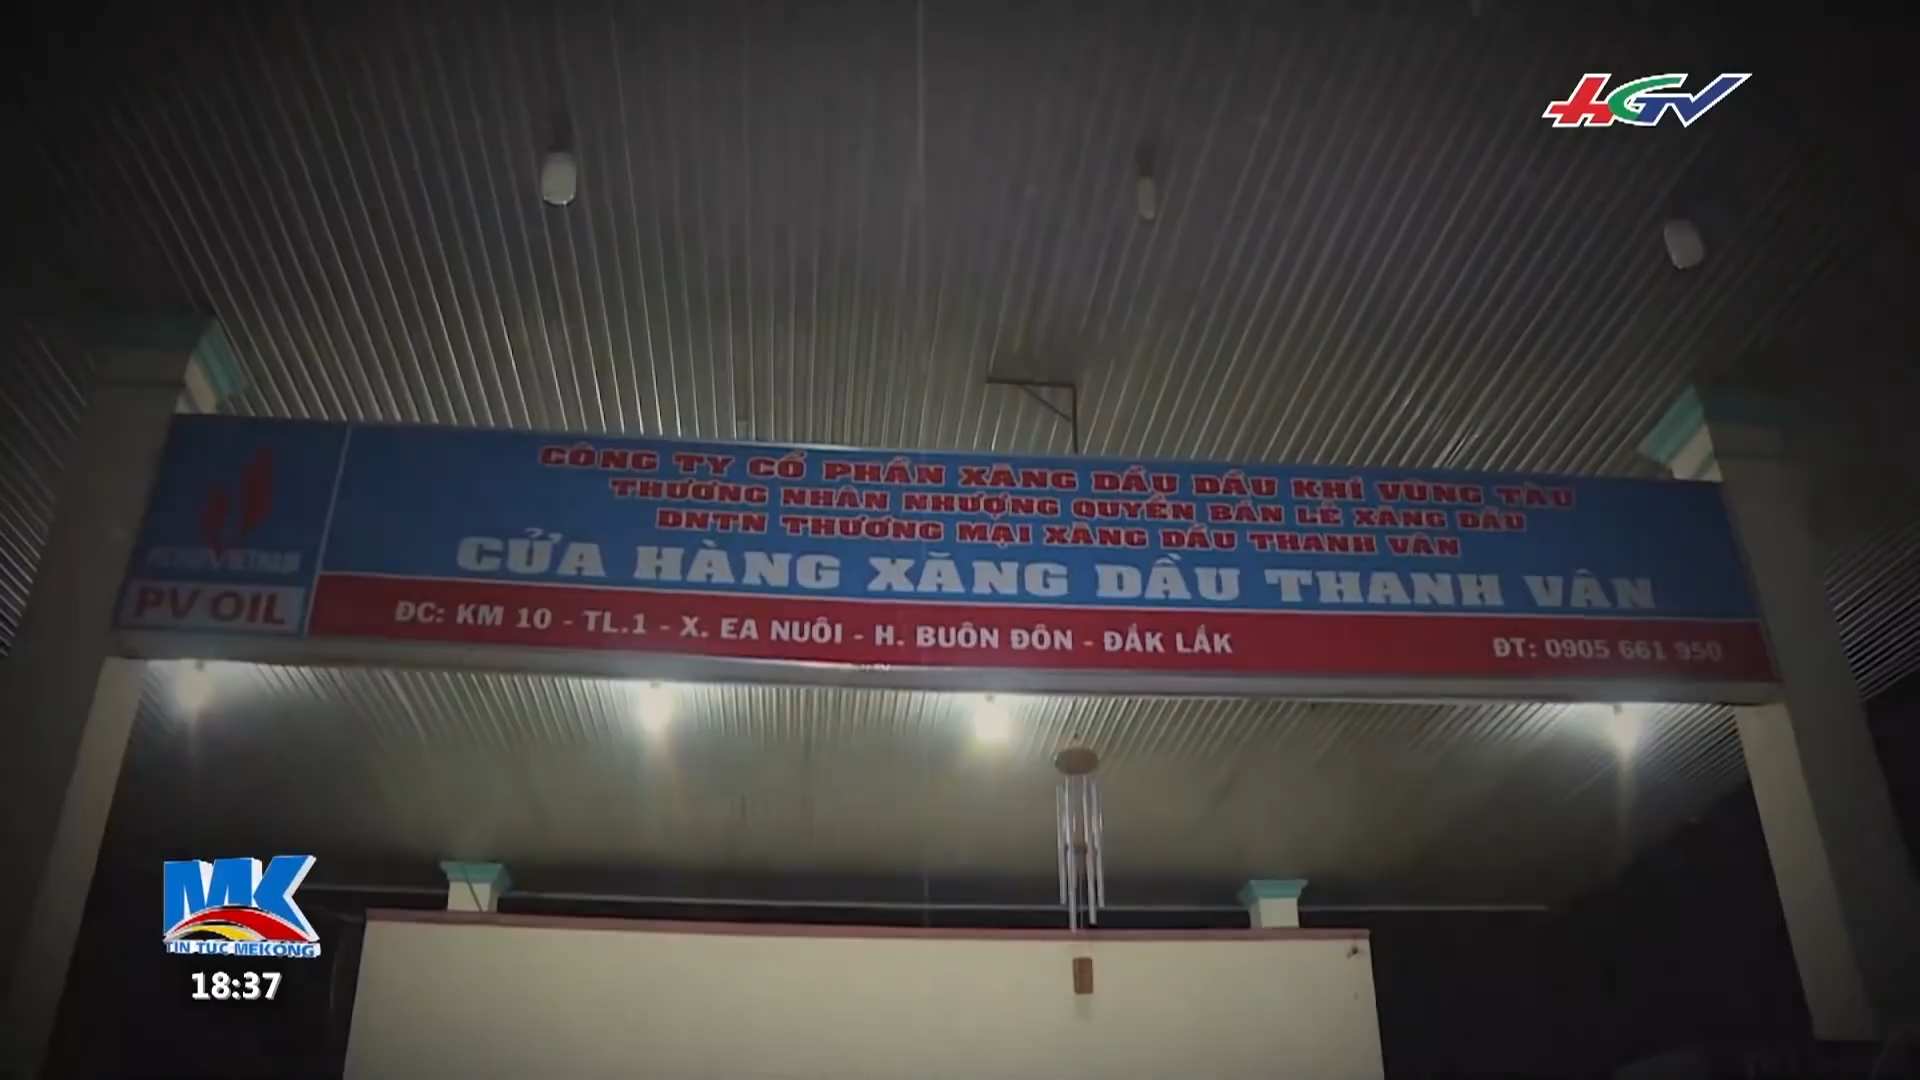 HGV
CÔNG TY CỔ PHẦN XĂNG DẦU DẦU KHÍ VŨNG TÀU
THƯƠNG NHÂN NHƯỢNG QUYỀN BÁN LẺ XĂNG DẦU
DNTN THƯƠNG MẠI XĂNG DẦU THANH VÂN
CỬA HÀNG XĂNG DẦU THANH VÂN
PETROVIETNAM
PV OIL
ĐC: KM 10 - TL.1 - X. EA NUÔI - H. BUÔN ĐÔN - ĐẮK LẮK
ĐT: 0905 661 950
MK
TIN TỨC MEKONG
18:37